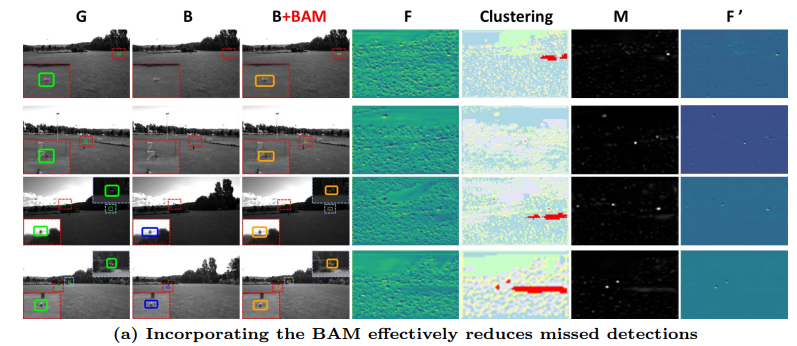 G B B+BAM F Clustering M F’
(a) Incorporating the BAM effectively reduces missed detections